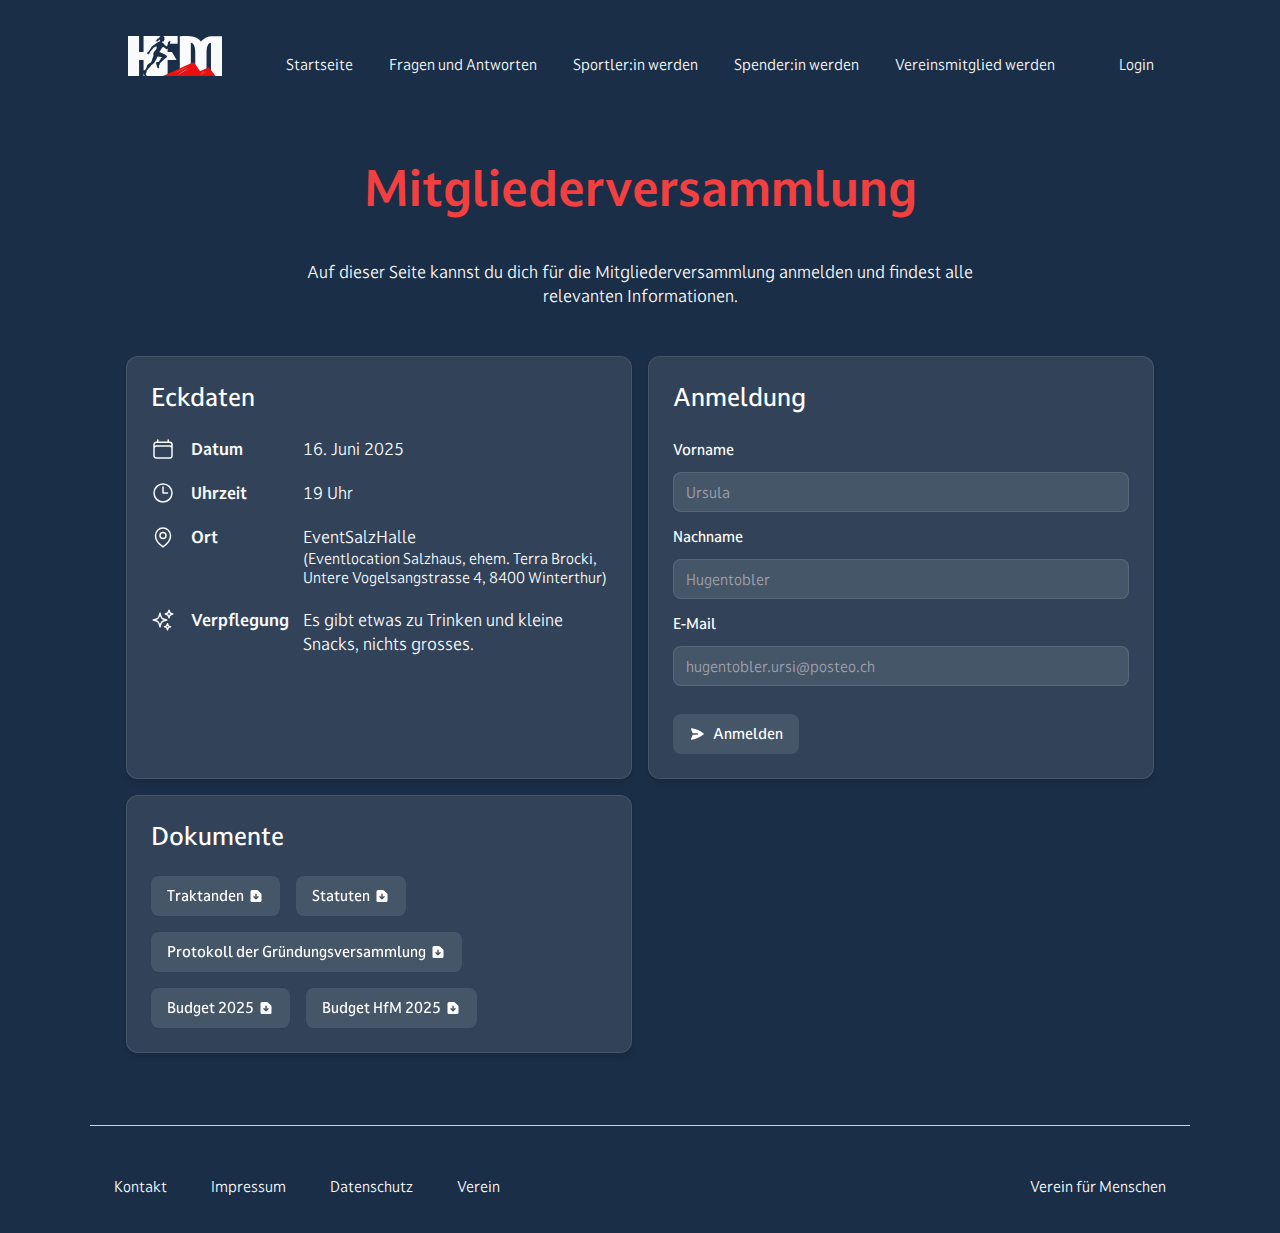 HFM
Startseite
Fragen und Antworten
Sportler:in werden
Spender:in werden
Vereinsmitglied werden
Login
Mitgliederversammlung
Auf dieser Seite kannst du dich für die Mitgliederversammlung anmelden und findest alle
relevanten Informationen.
Eckdaten
Datum
16. Juni 2025
Uhrzeit
19 Uhr
Ort
EventSalzHalle
(Eventlocation Salzhaus, ehem. Terra Brocki,
Untere Vogelsangstrasse 4, 8400 Winterthur)
Verpflegung
Es gibt etwas zu Trinken und kleine
Snacks, nichts grosses.
Anmeldung
Vorname
Ursula
Nachname
Hugentobler
E-Mail
hugentobler.ursi@posteo.ch
Anmelden
Dokumente
Traktanden
Statuten
Protokoll der Gründungsversammlung
Budget 2025
Budget HfM 2025
Kontakt
Impressum
Datenschutz
Verein
Verein für Menschen